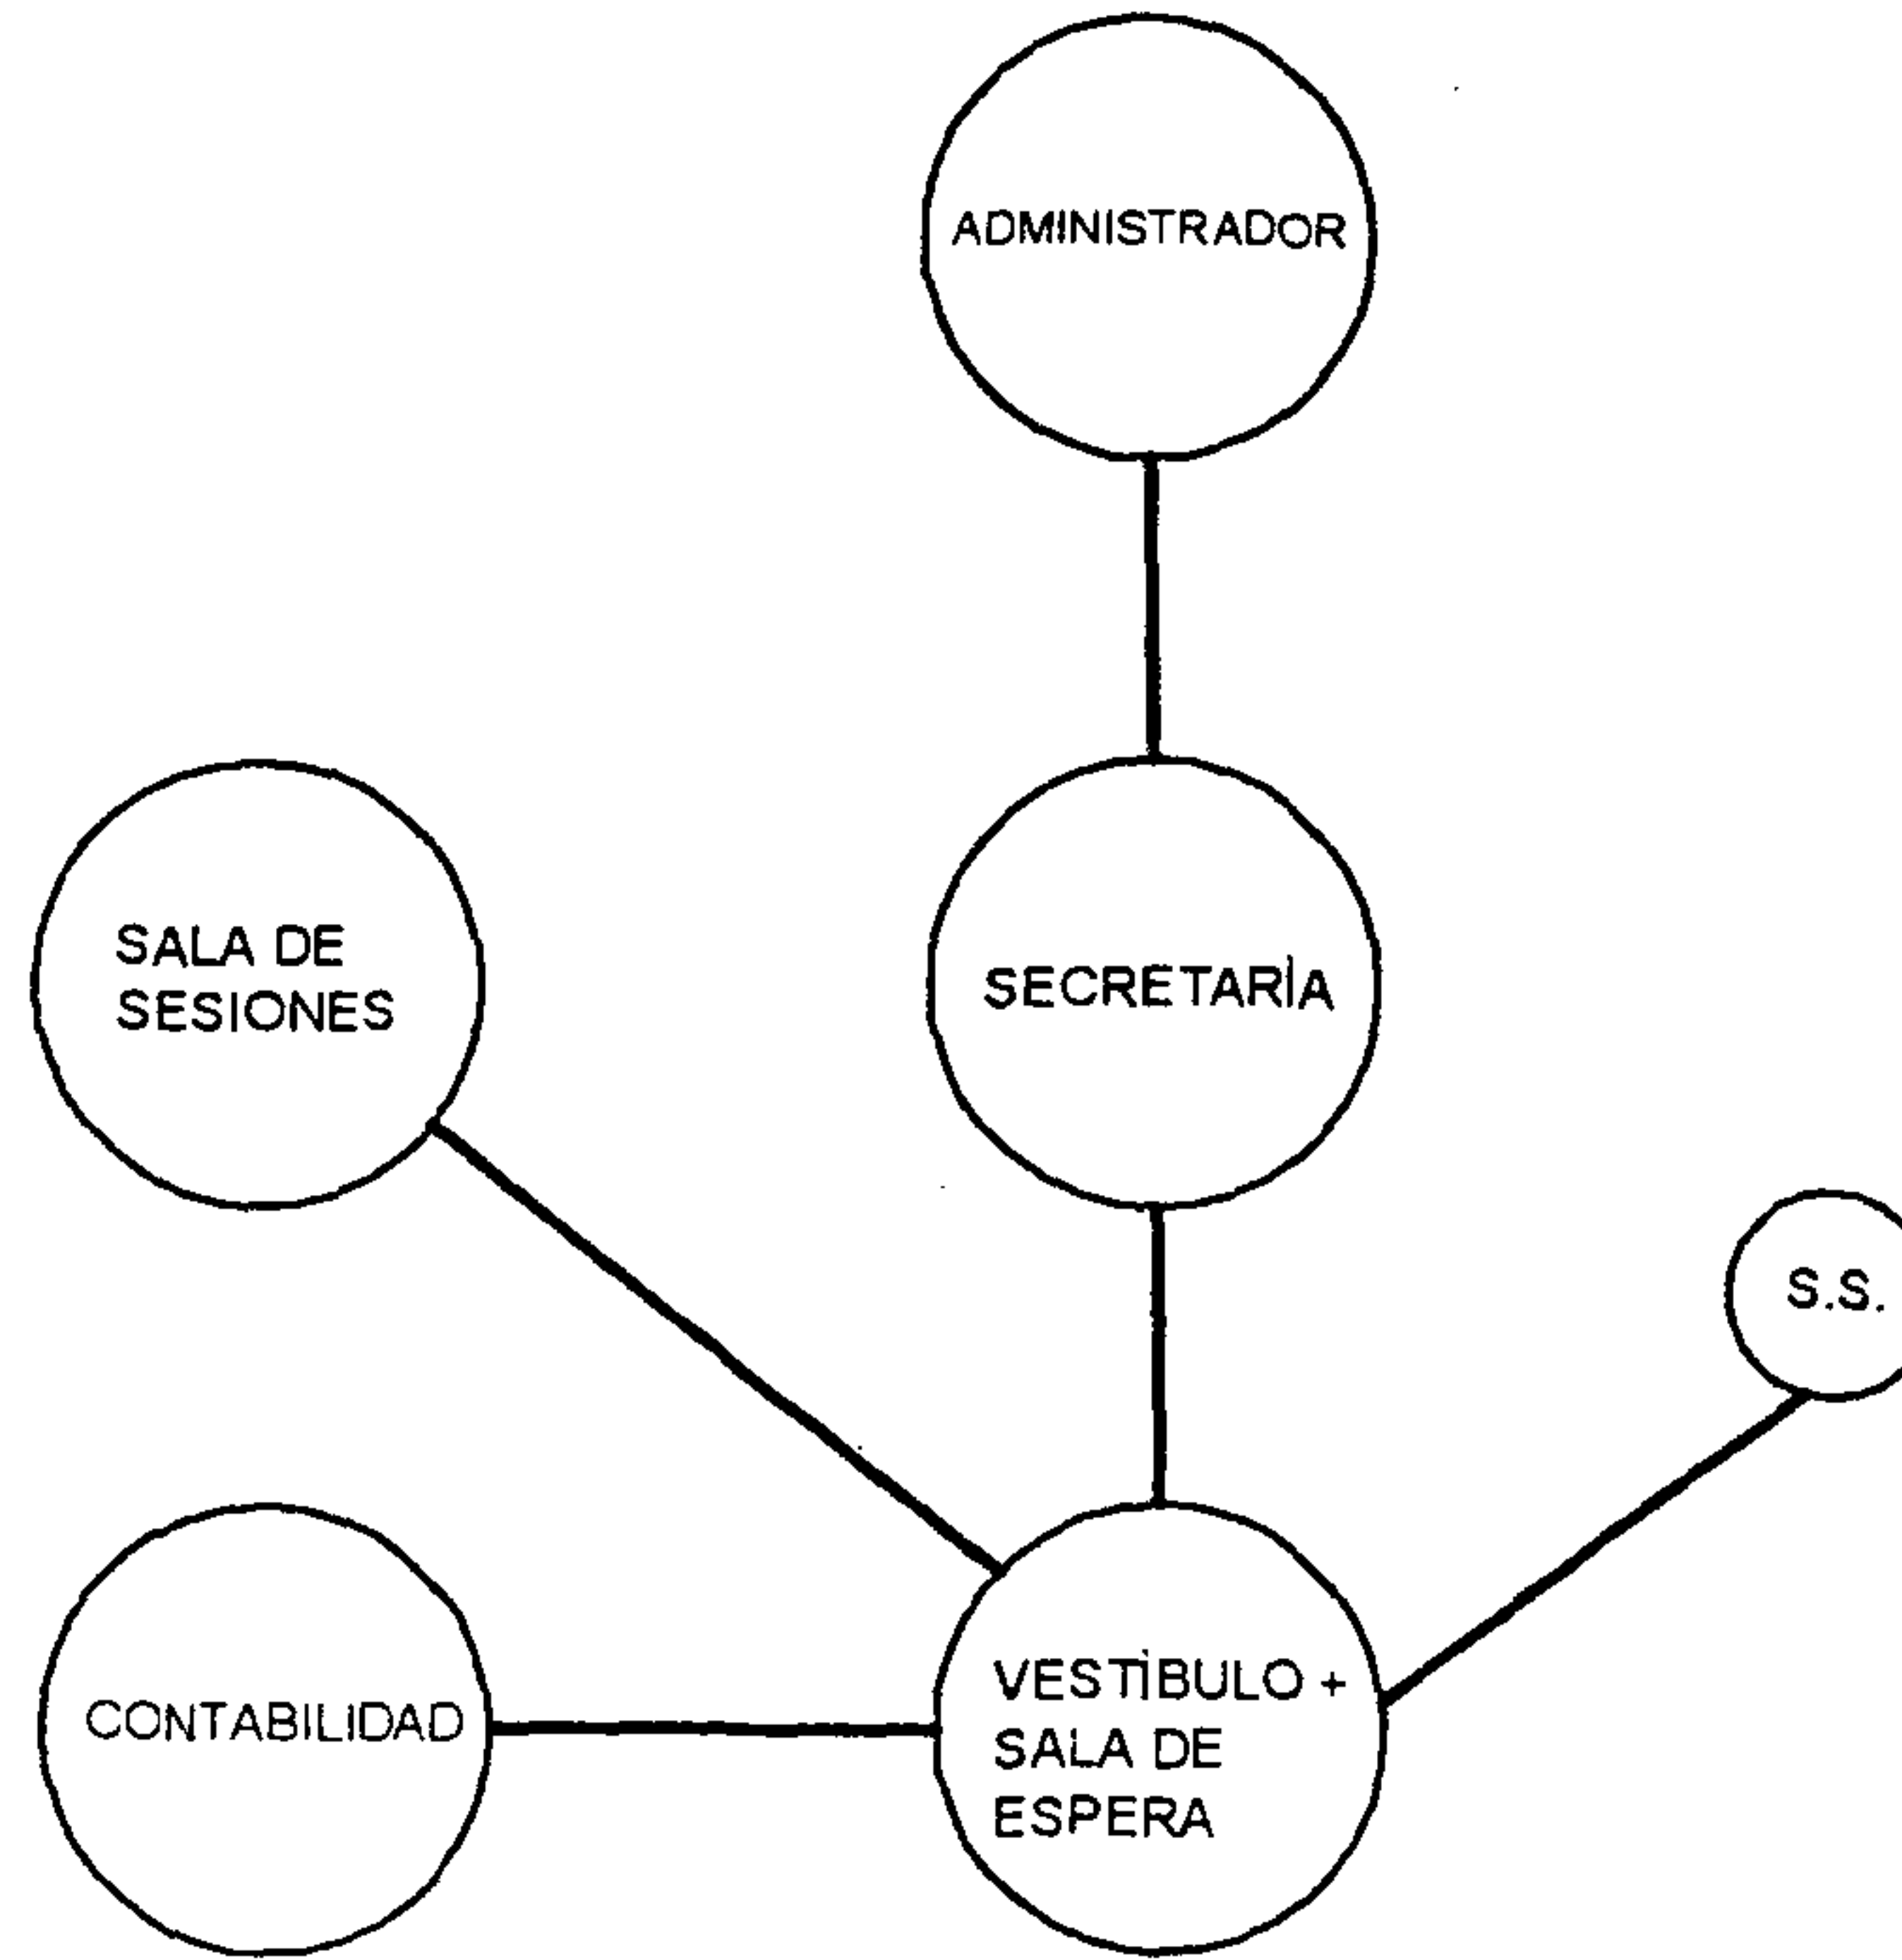 ADMINISTRADOR
SALA DE
SESIONES
SECRETARÍA
S.S.
CONTABILIDAD
VESTÍBULO +
SALA DE
ESPERA